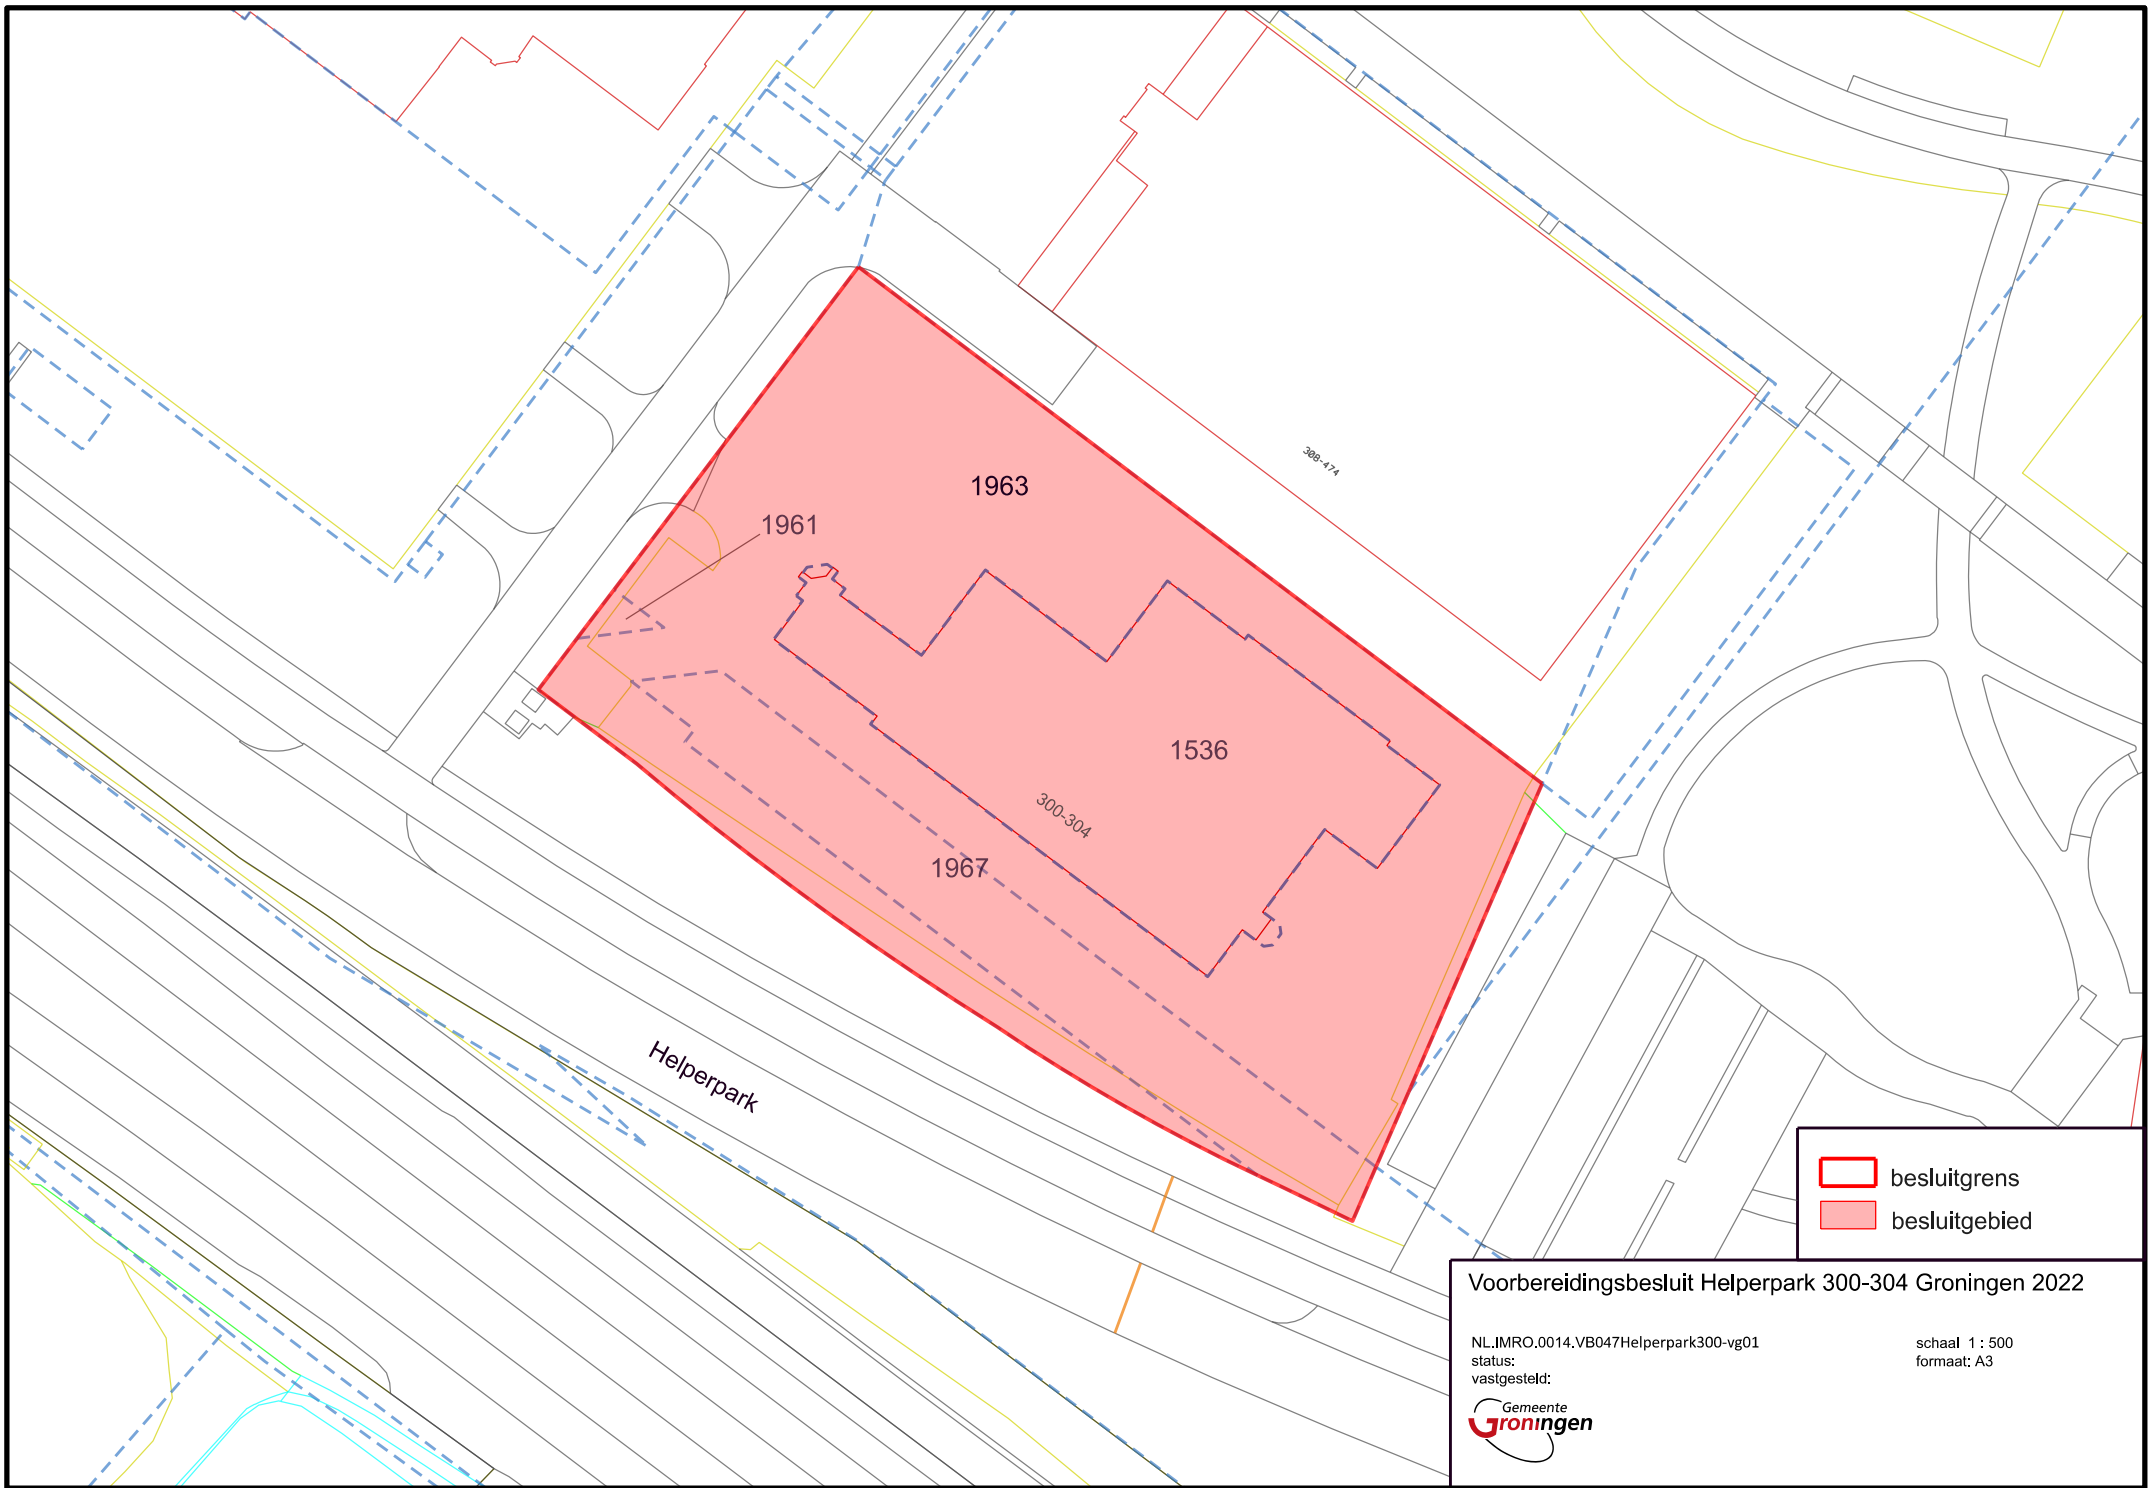 308-474
1963
1961
1536
300-304
1967
Helperpark
besluitgrens
besluitgebied
Voorbereidingsbesluit Helperpark 300-304 Groningen 2022
NL.IMRO.0014.VB047Helperpark300-vg01
schaal 1 : 500
status:
formaat: A3
vastgesteld:
Gemeente
Groningen